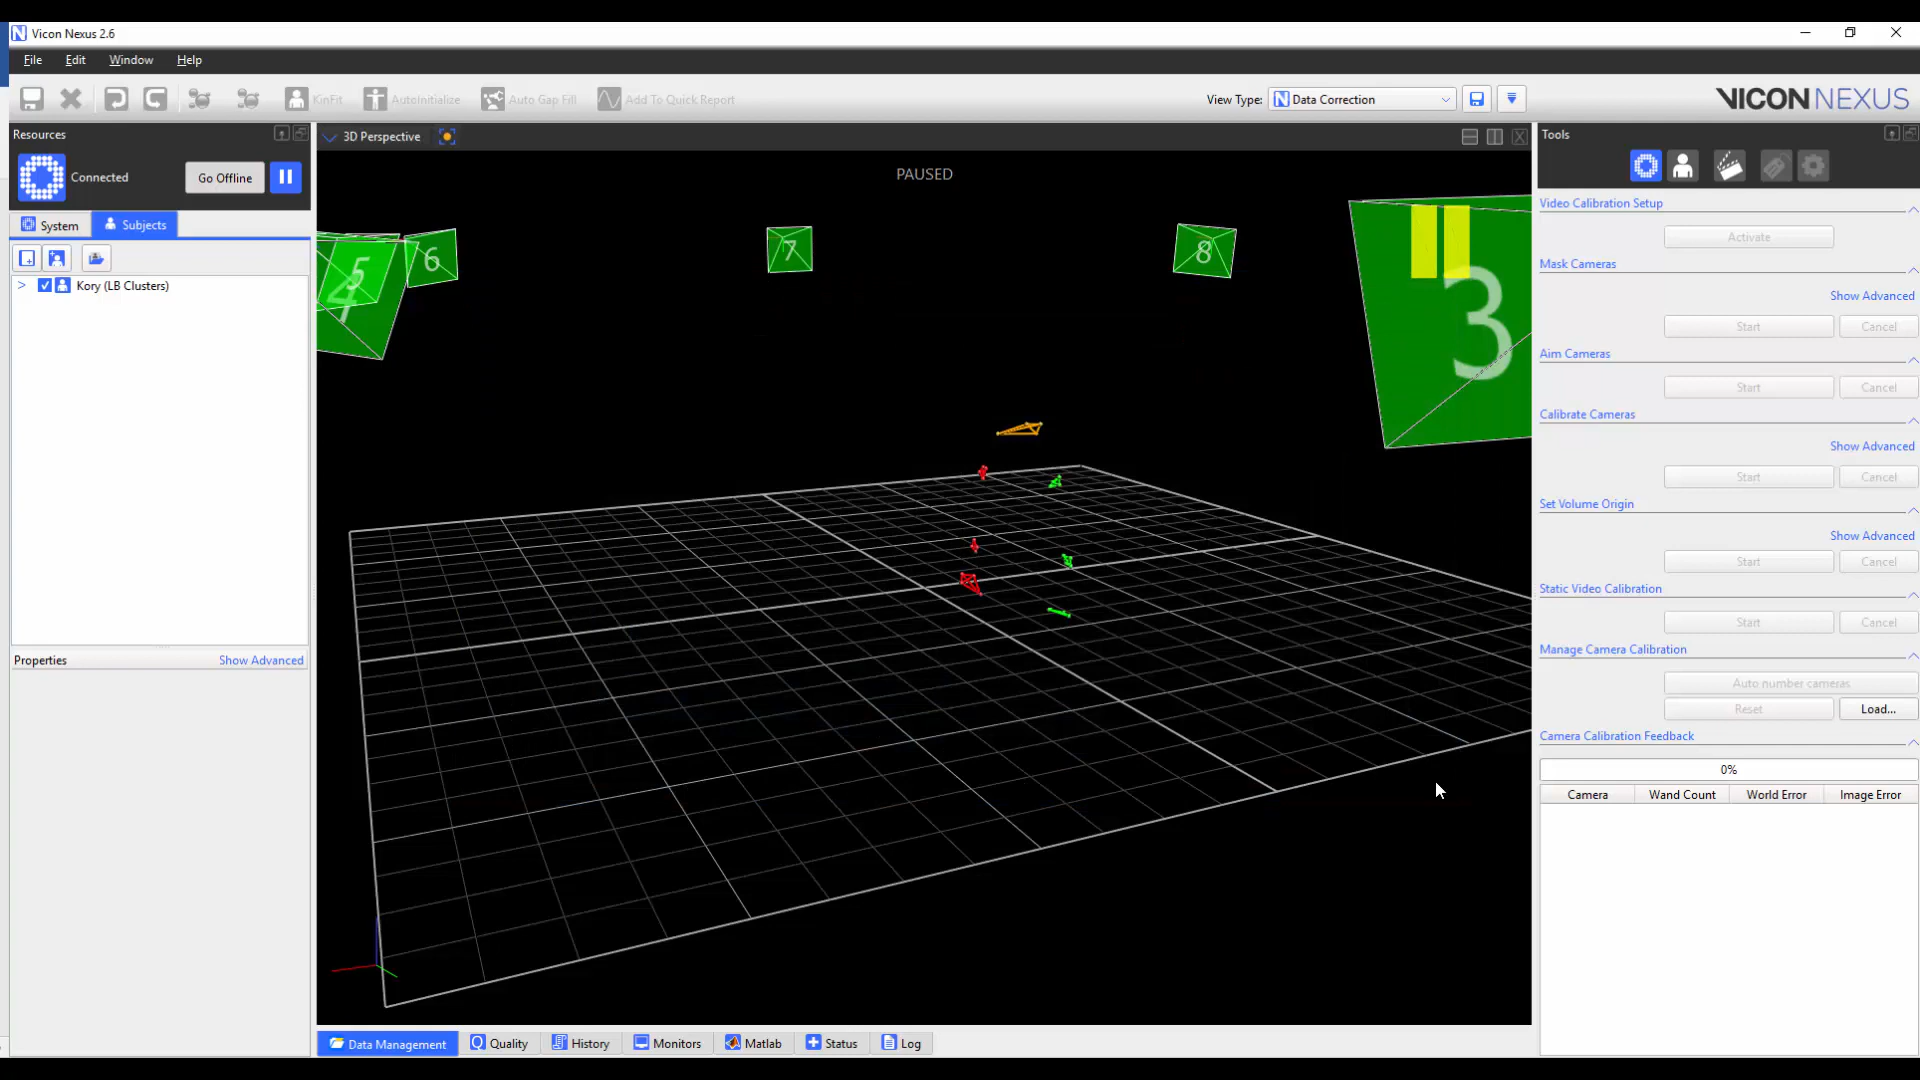 Vicon Nexus 2.6
File Edit Window Help
KinFit AutoInitialize Auto Gap Fill Add To Quick Report View Type: Data Correction VICON NEXUS
Resources
Connected Go Offline
System Subjects
Kory (LB Clusters)
Properties Show Advanced
3D Perspective
PAUSED
5
4
6
7
8
3
Data Management Quality History Monitors Matlab Status Log
Tools
Video Calibration Setup
Activate
Mask Cameras
Show Advanced
Start Cancel
Aim Cameras
Start Cancel
Calibrate Cameras
Show Advanced
Start Cancel
Set Volume Origin
Show Advanced
Start Cancel
Static Video Calibration
Start Cancel
Manage Camera Calibration
Auto number cameras
Reset Load...
Camera Calibration Feedback
0%
Camera Wand Count World Error Image Error